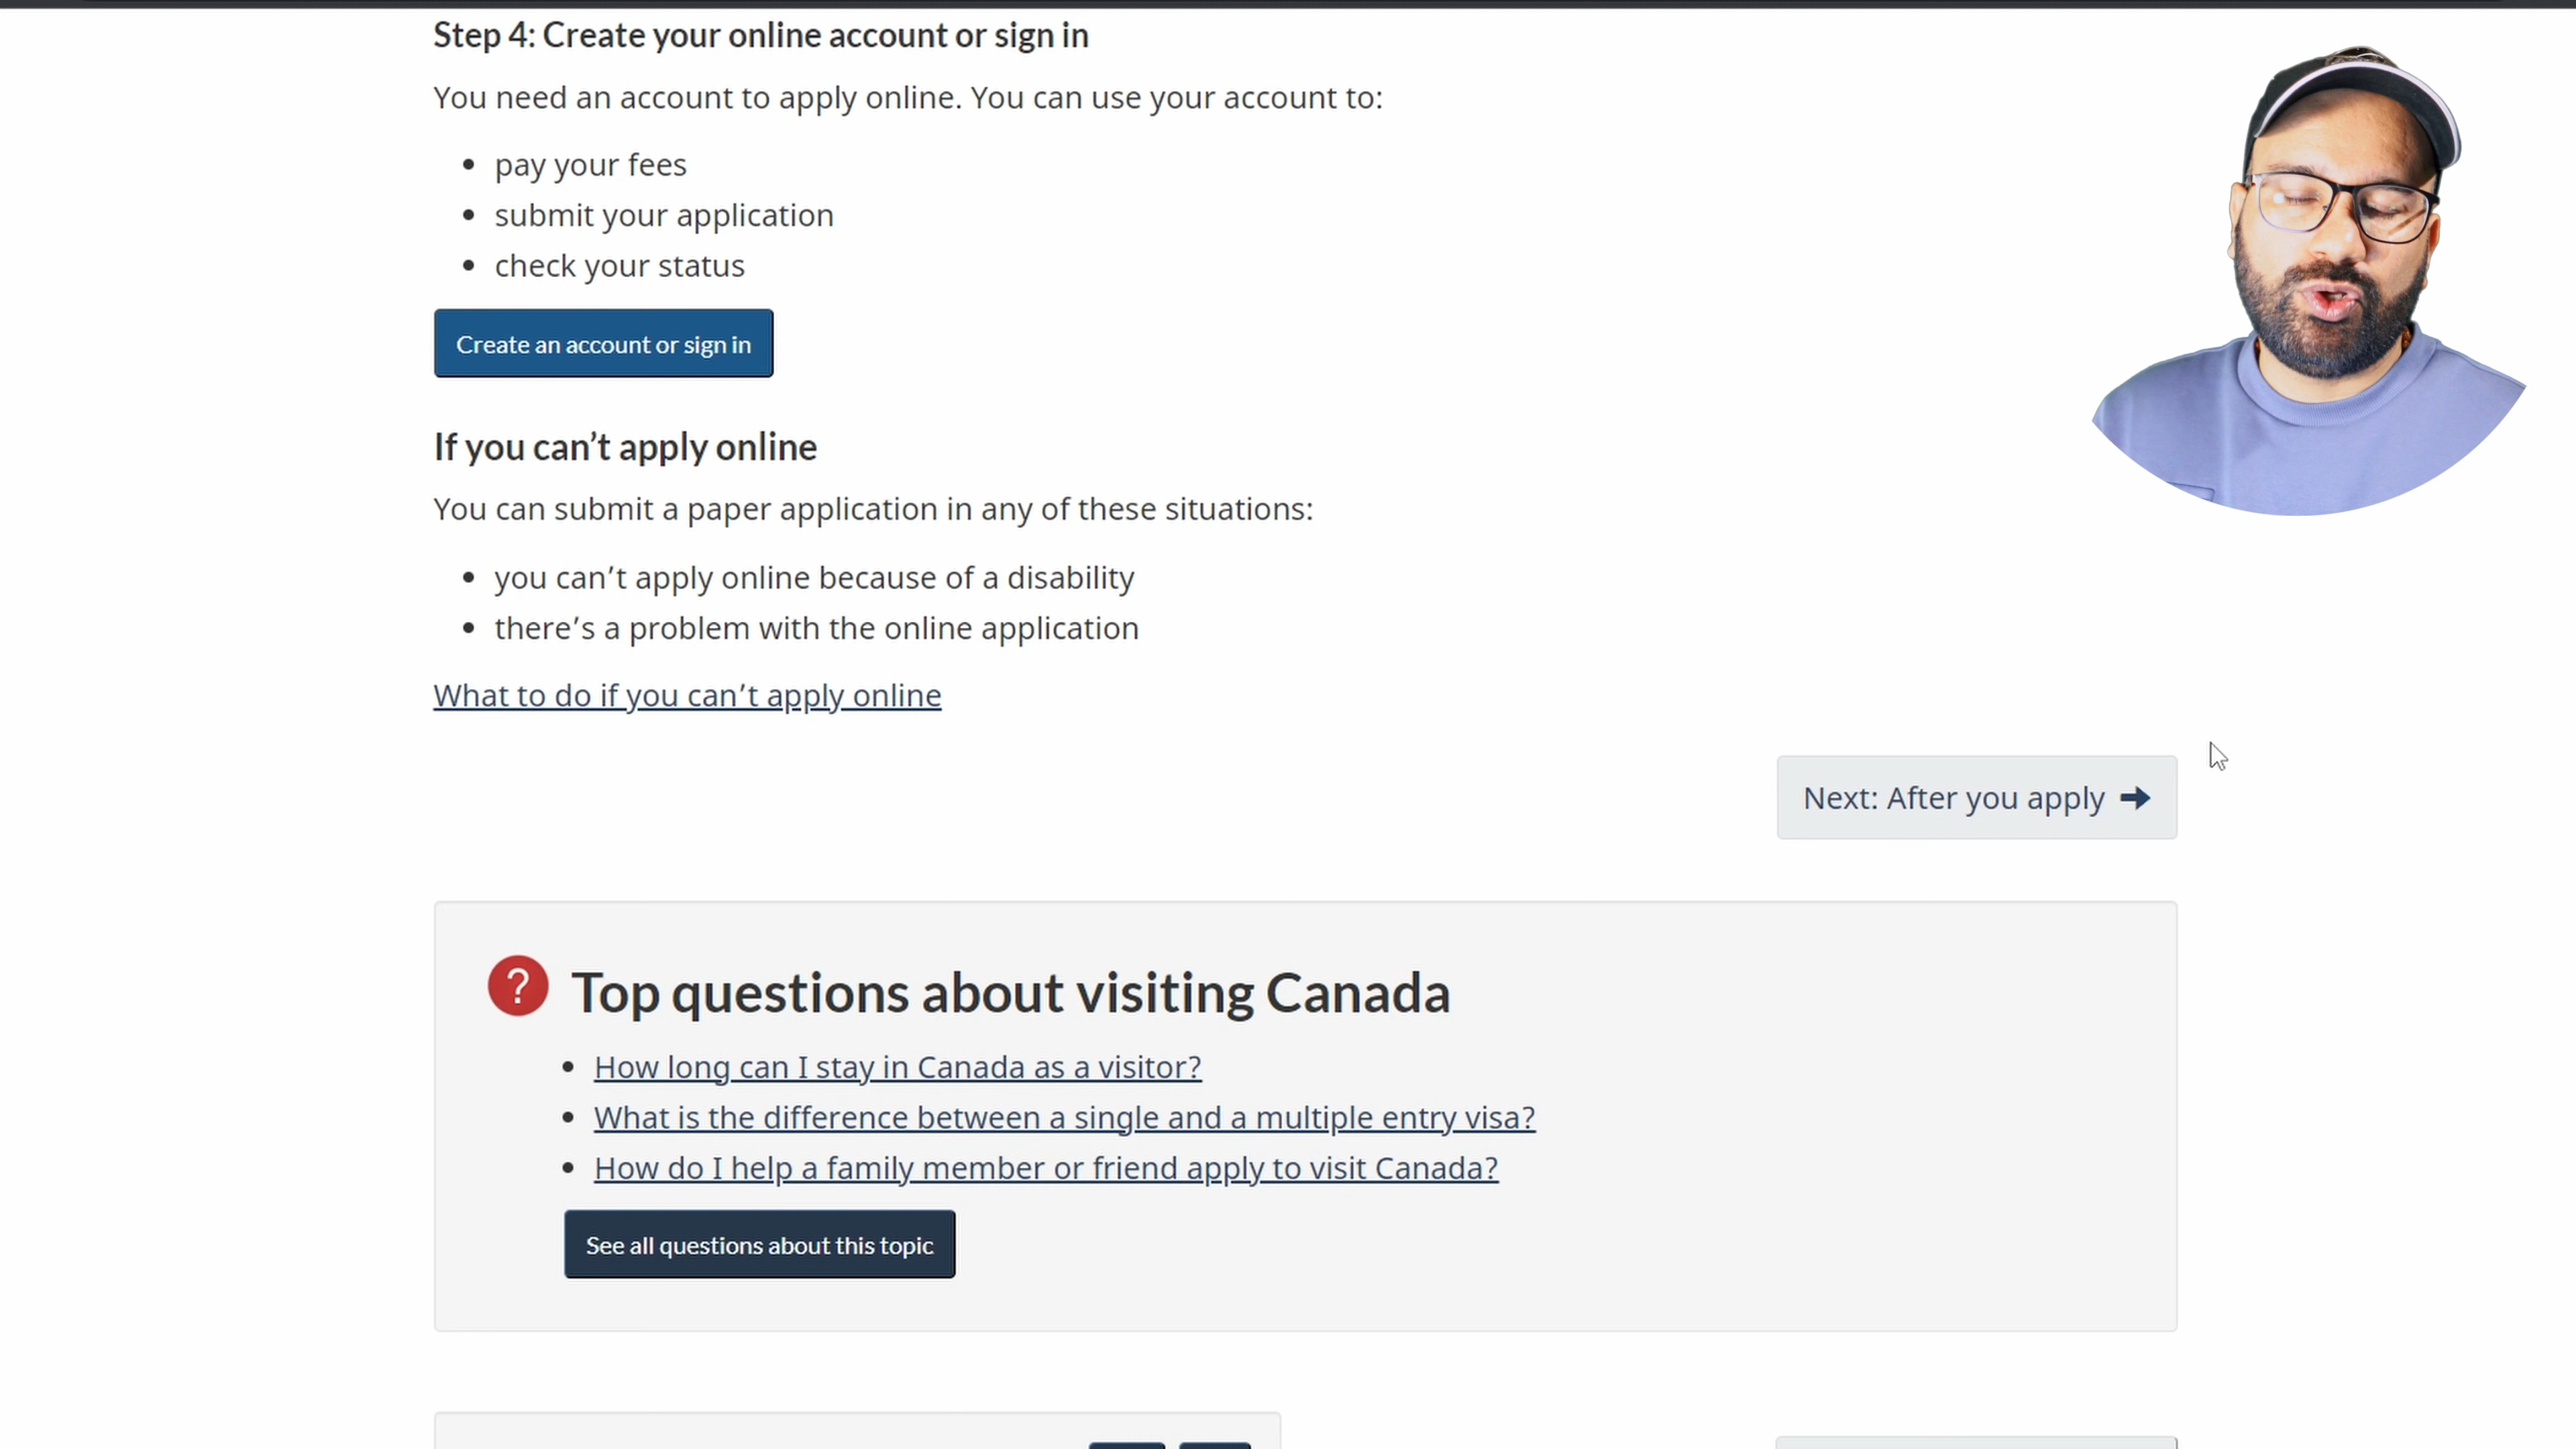 Step 4: Create your online account or sign in
You need an account to apply online. You can use your account to:
pay your fees
submit your application
check your status
Create an account or sign in
If you can’t apply online
You can submit a paper application in any of these situations:
you can’t apply online because of a disability
there’s a problem with the online application
What to do if you can’t apply online
Next: After you apply
?
Top questions about visiting Canada
How long can I stay in Canada as a visitor?
What is the difference between a single and a multiple entry visa?
How do I help a family member or friend apply to visit Canada?
See all questions about this topic